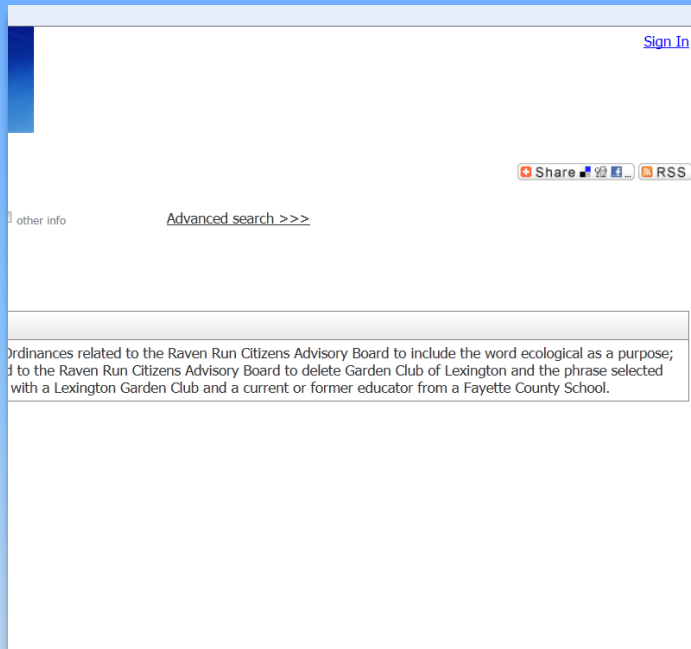 Sign In
Share
RSS
other info
Advanced search >>>
Ordinances related to the Raven Run Citizens Advisory Board to include the word ecological as a purpose;
d to the Raven Run Citizens Advisory Board to delete Garden Club of Lexington and the phrase selected
with a Lexington Garden Club and a current or former educator from a Fayette County School.